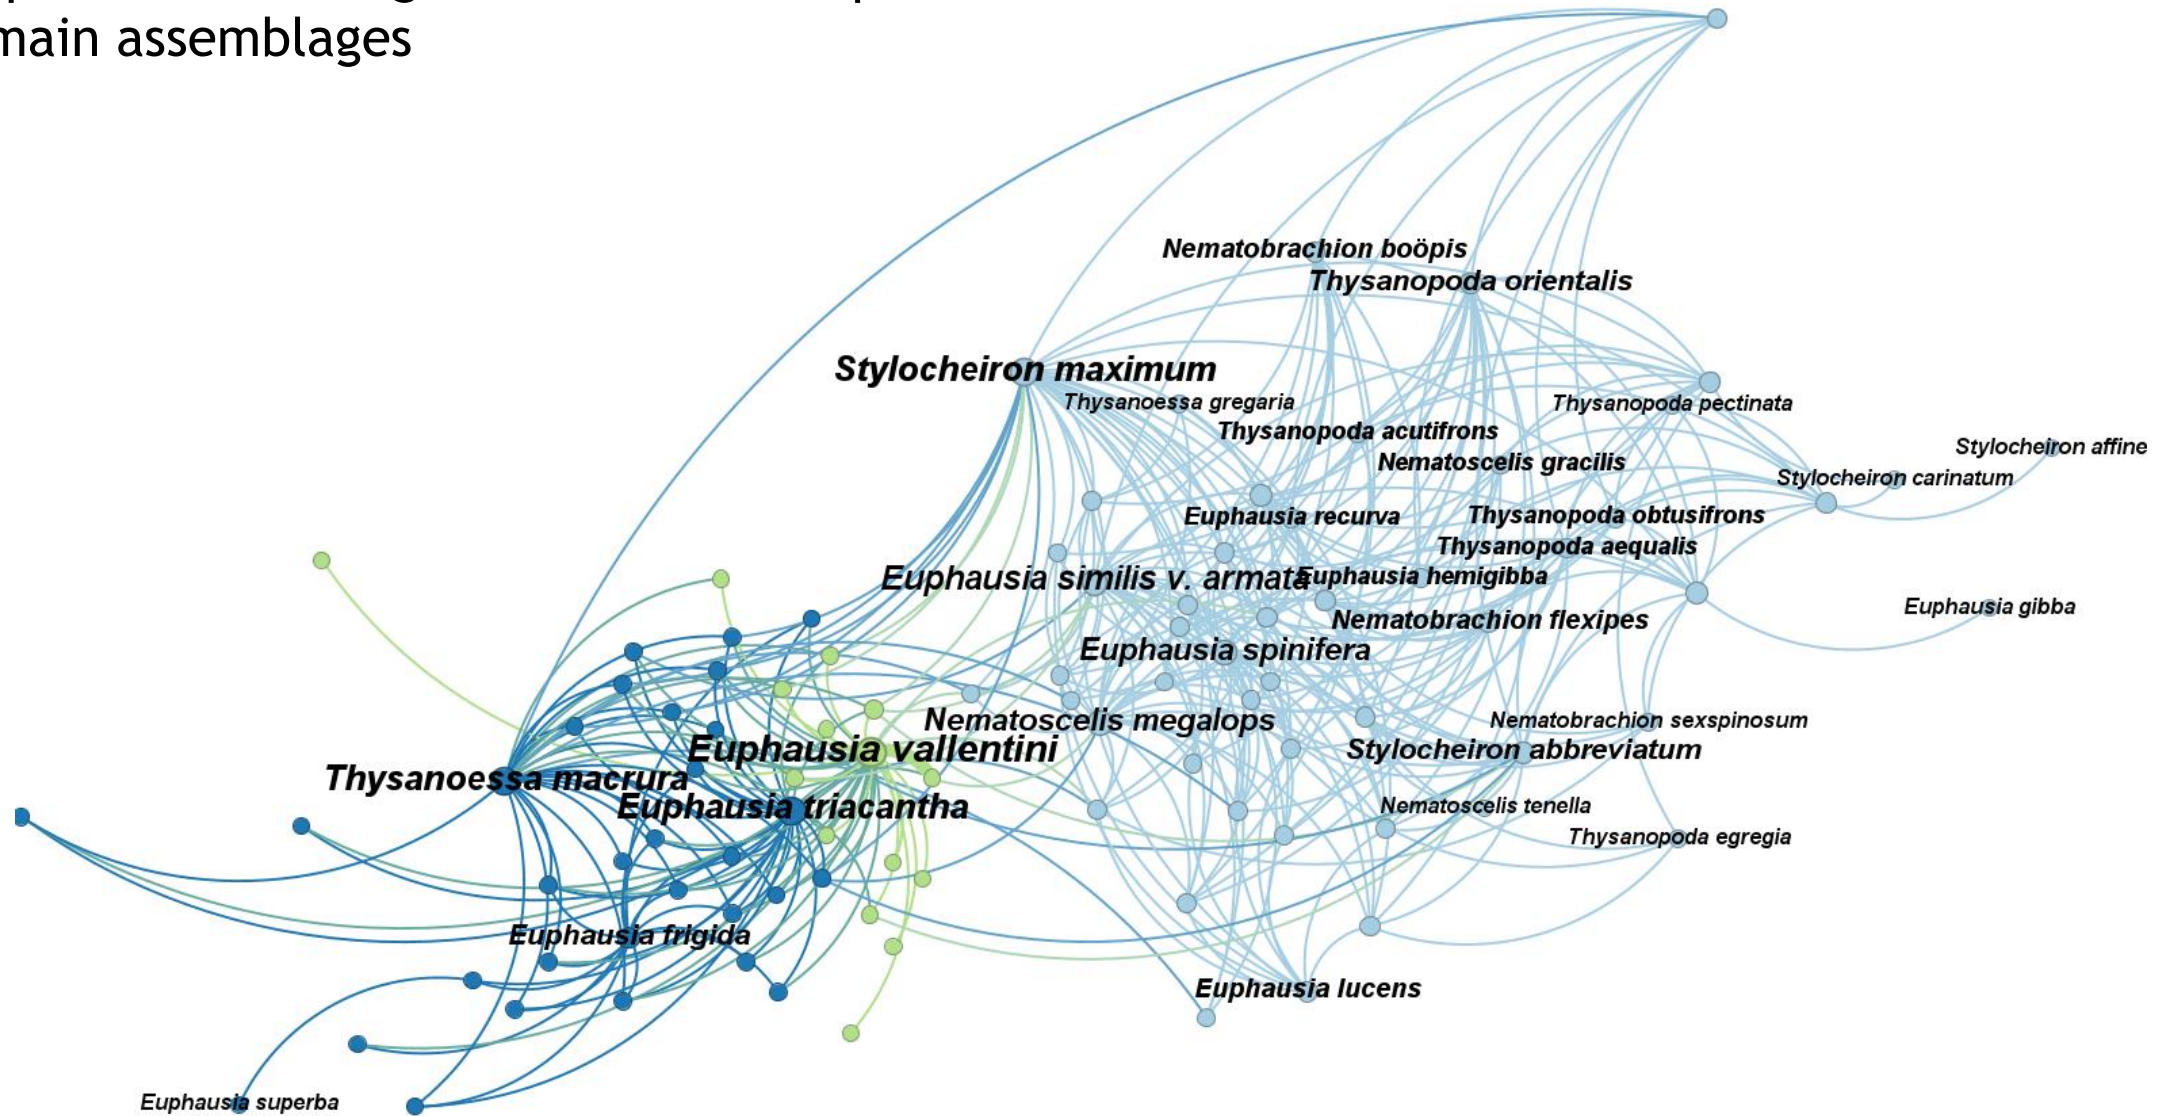 main assemblages
Nematobrachion boöpis
Thysanopoda orientalis
Stylocheiron maximum
Thysanoessa gregaria
Thysanopoda pectinata
Thysanopoda acutifrons
Stylocheiron affine
Nematoscelis gracilis
Stylocheiron carinatum
Euphausia recurva
Thysanopoda obtusifrons
Thysanopoda aequalis
Euphausia similis v. armata
Euphausia hemigibba
Euphausia gibba
Nematobrachion flexipes
Euphausia spinifera
Nematoscelis megalops
Nematobrachion sexspinosum
Euphausia vallentini
Stylocheiron abbreviatum
Thysanoessa macrura
Euphausia triacantha
Nematoscelis tenella
Thysanopoda egregia
Euphausia frigida
Euphausia lucens
Euphausia superba